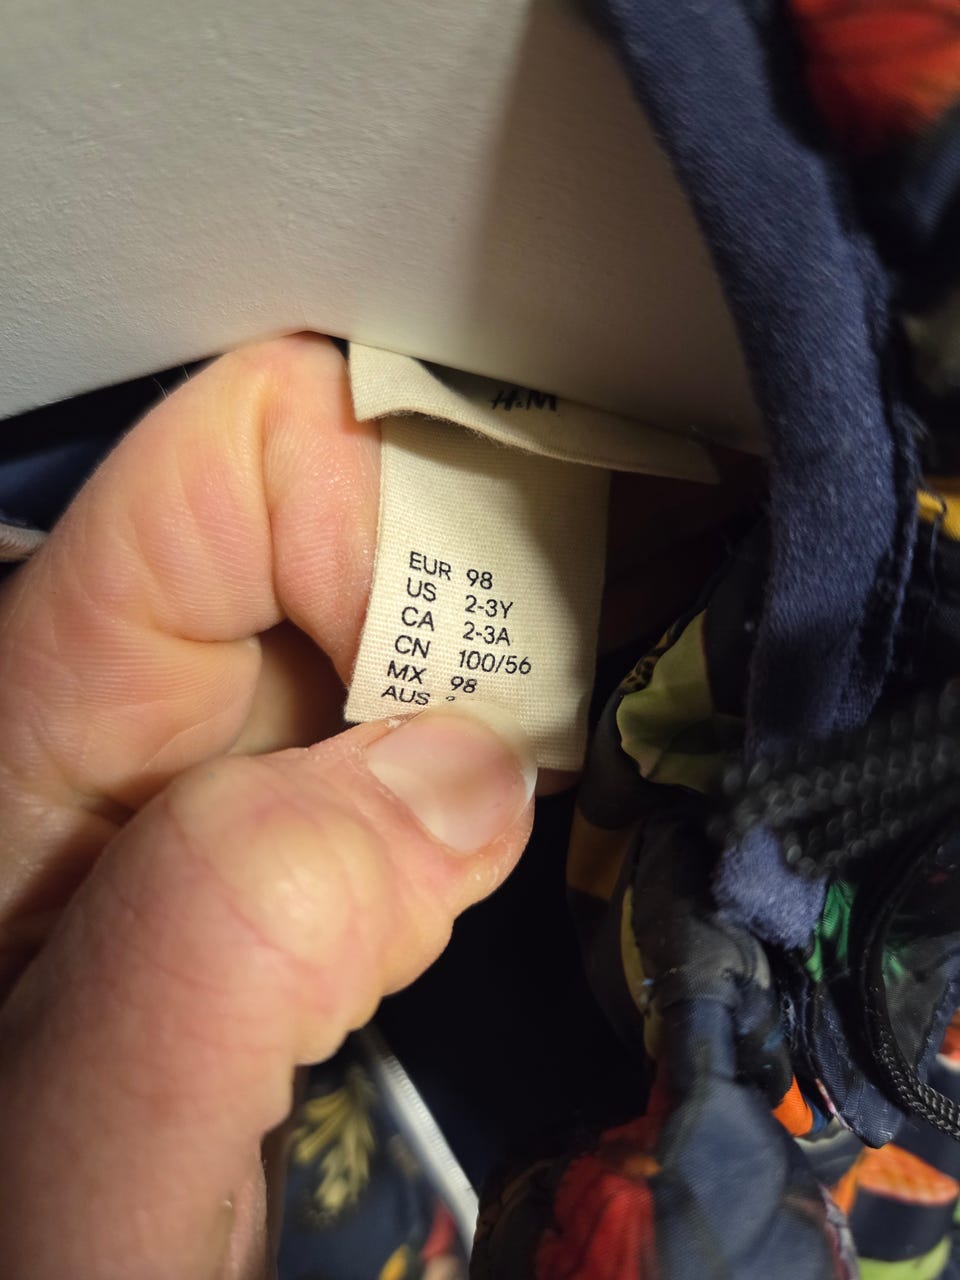 H&M
EUR 98
US 2-3Y
CA 2-3A
CN 100/56
MX 98
AUS